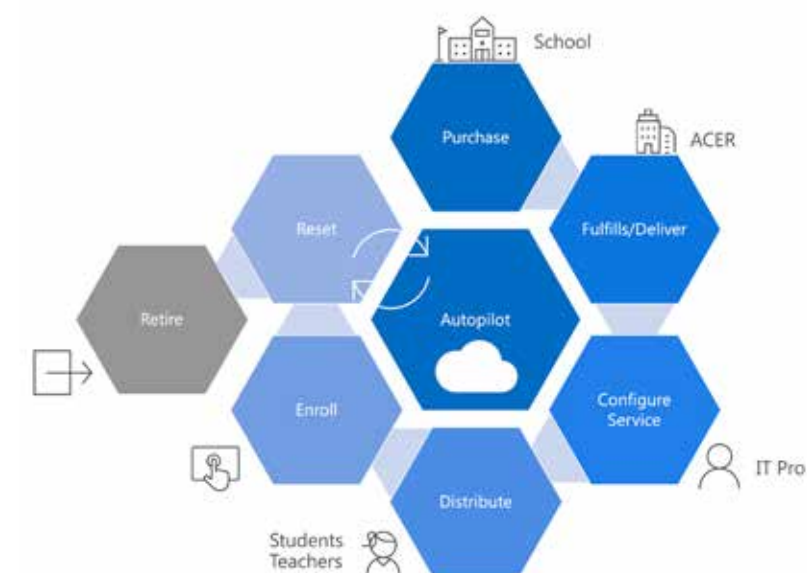 School
Purchase
ACER
Fulfills/Deliver
Reset
Retire
Autopilot
Enroll
Configure
Service
IT Pro
Distribute
Students
Teachers